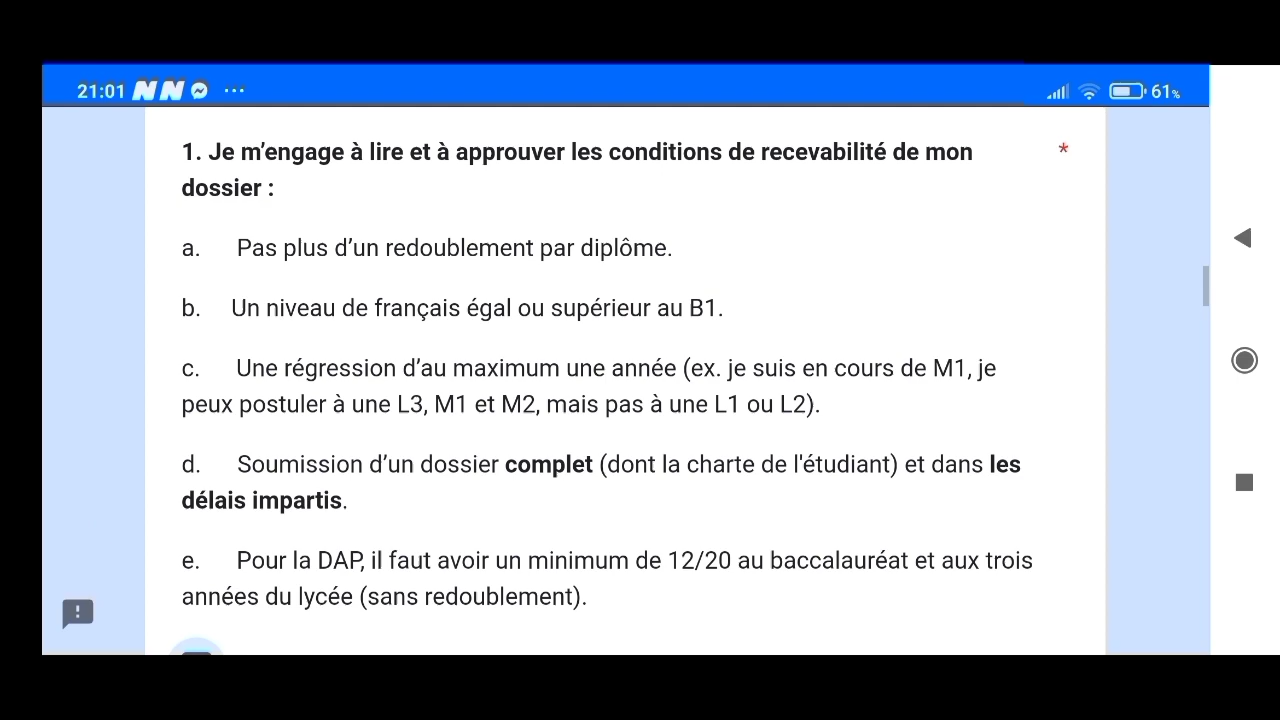 21:01 N N ... 61%
1. Je m’engage à lire et à approuver les conditions de recevabilité de mon *
dossier :
a. Pas plus d’un redoublement par diplôme.
b. Un niveau de français égal ou supérieur au B1.
c. Une régression d’au maximum une année (ex. je suis en cours de M1, je
peux postuler à une L3, M1 et M2, mais pas à une L1 ou L2).
d. Soumission d’un dossier complet (dont la charte de l'étudiant) et dans les
délais impartis.
e. Pour la DAP, il faut avoir un minimum de 12/20 au baccalauréat et aux trois
années du lycée (sans redoublement).